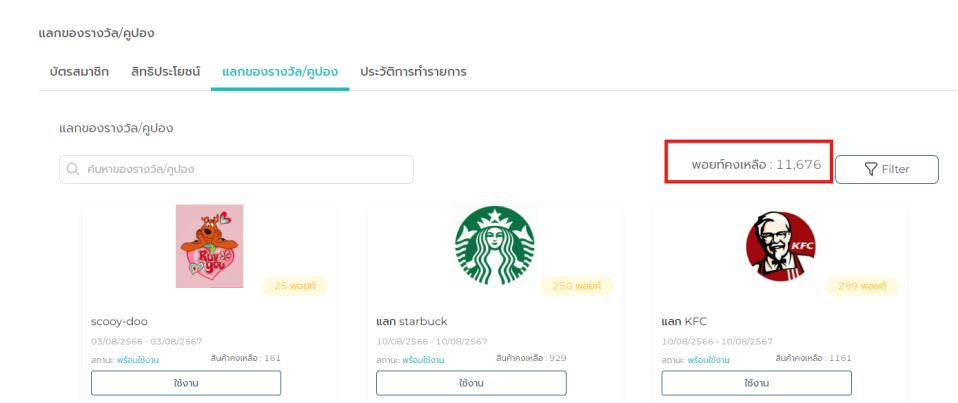 แลกของรางวัล/คูปอง
บัตรสมาชิก สิทธิประโยชน์ แลกของรางวัล/คูปอง ประวัติการทำรายการ
แลกของรางวัล/คูปอง
ค้นหาของรางวัล/คูปอง พอยท์คงเหลือ : 11,676 Filter
Ruv
you
KFC
25 พอยท์ 250 พอยท์ 299 พอยท์
scooy-doo แลก starbuck แลก KFC
03/08/2566 - 03/08/2567 10/08/2566 - 10/08/2567 10/08/2566 - 10/08/2567
สถานะ: พร้อมใช้งาน สินค้าคงเหลือ : 161 สถานะ: พร้อมใช้งาน สินค้าคงเหลือ : 929 สถานะ: พร้อมใช้งาน สินค้าคงเหลือ : 1161
ใช้งาน ใช้งาน ใช้งาน